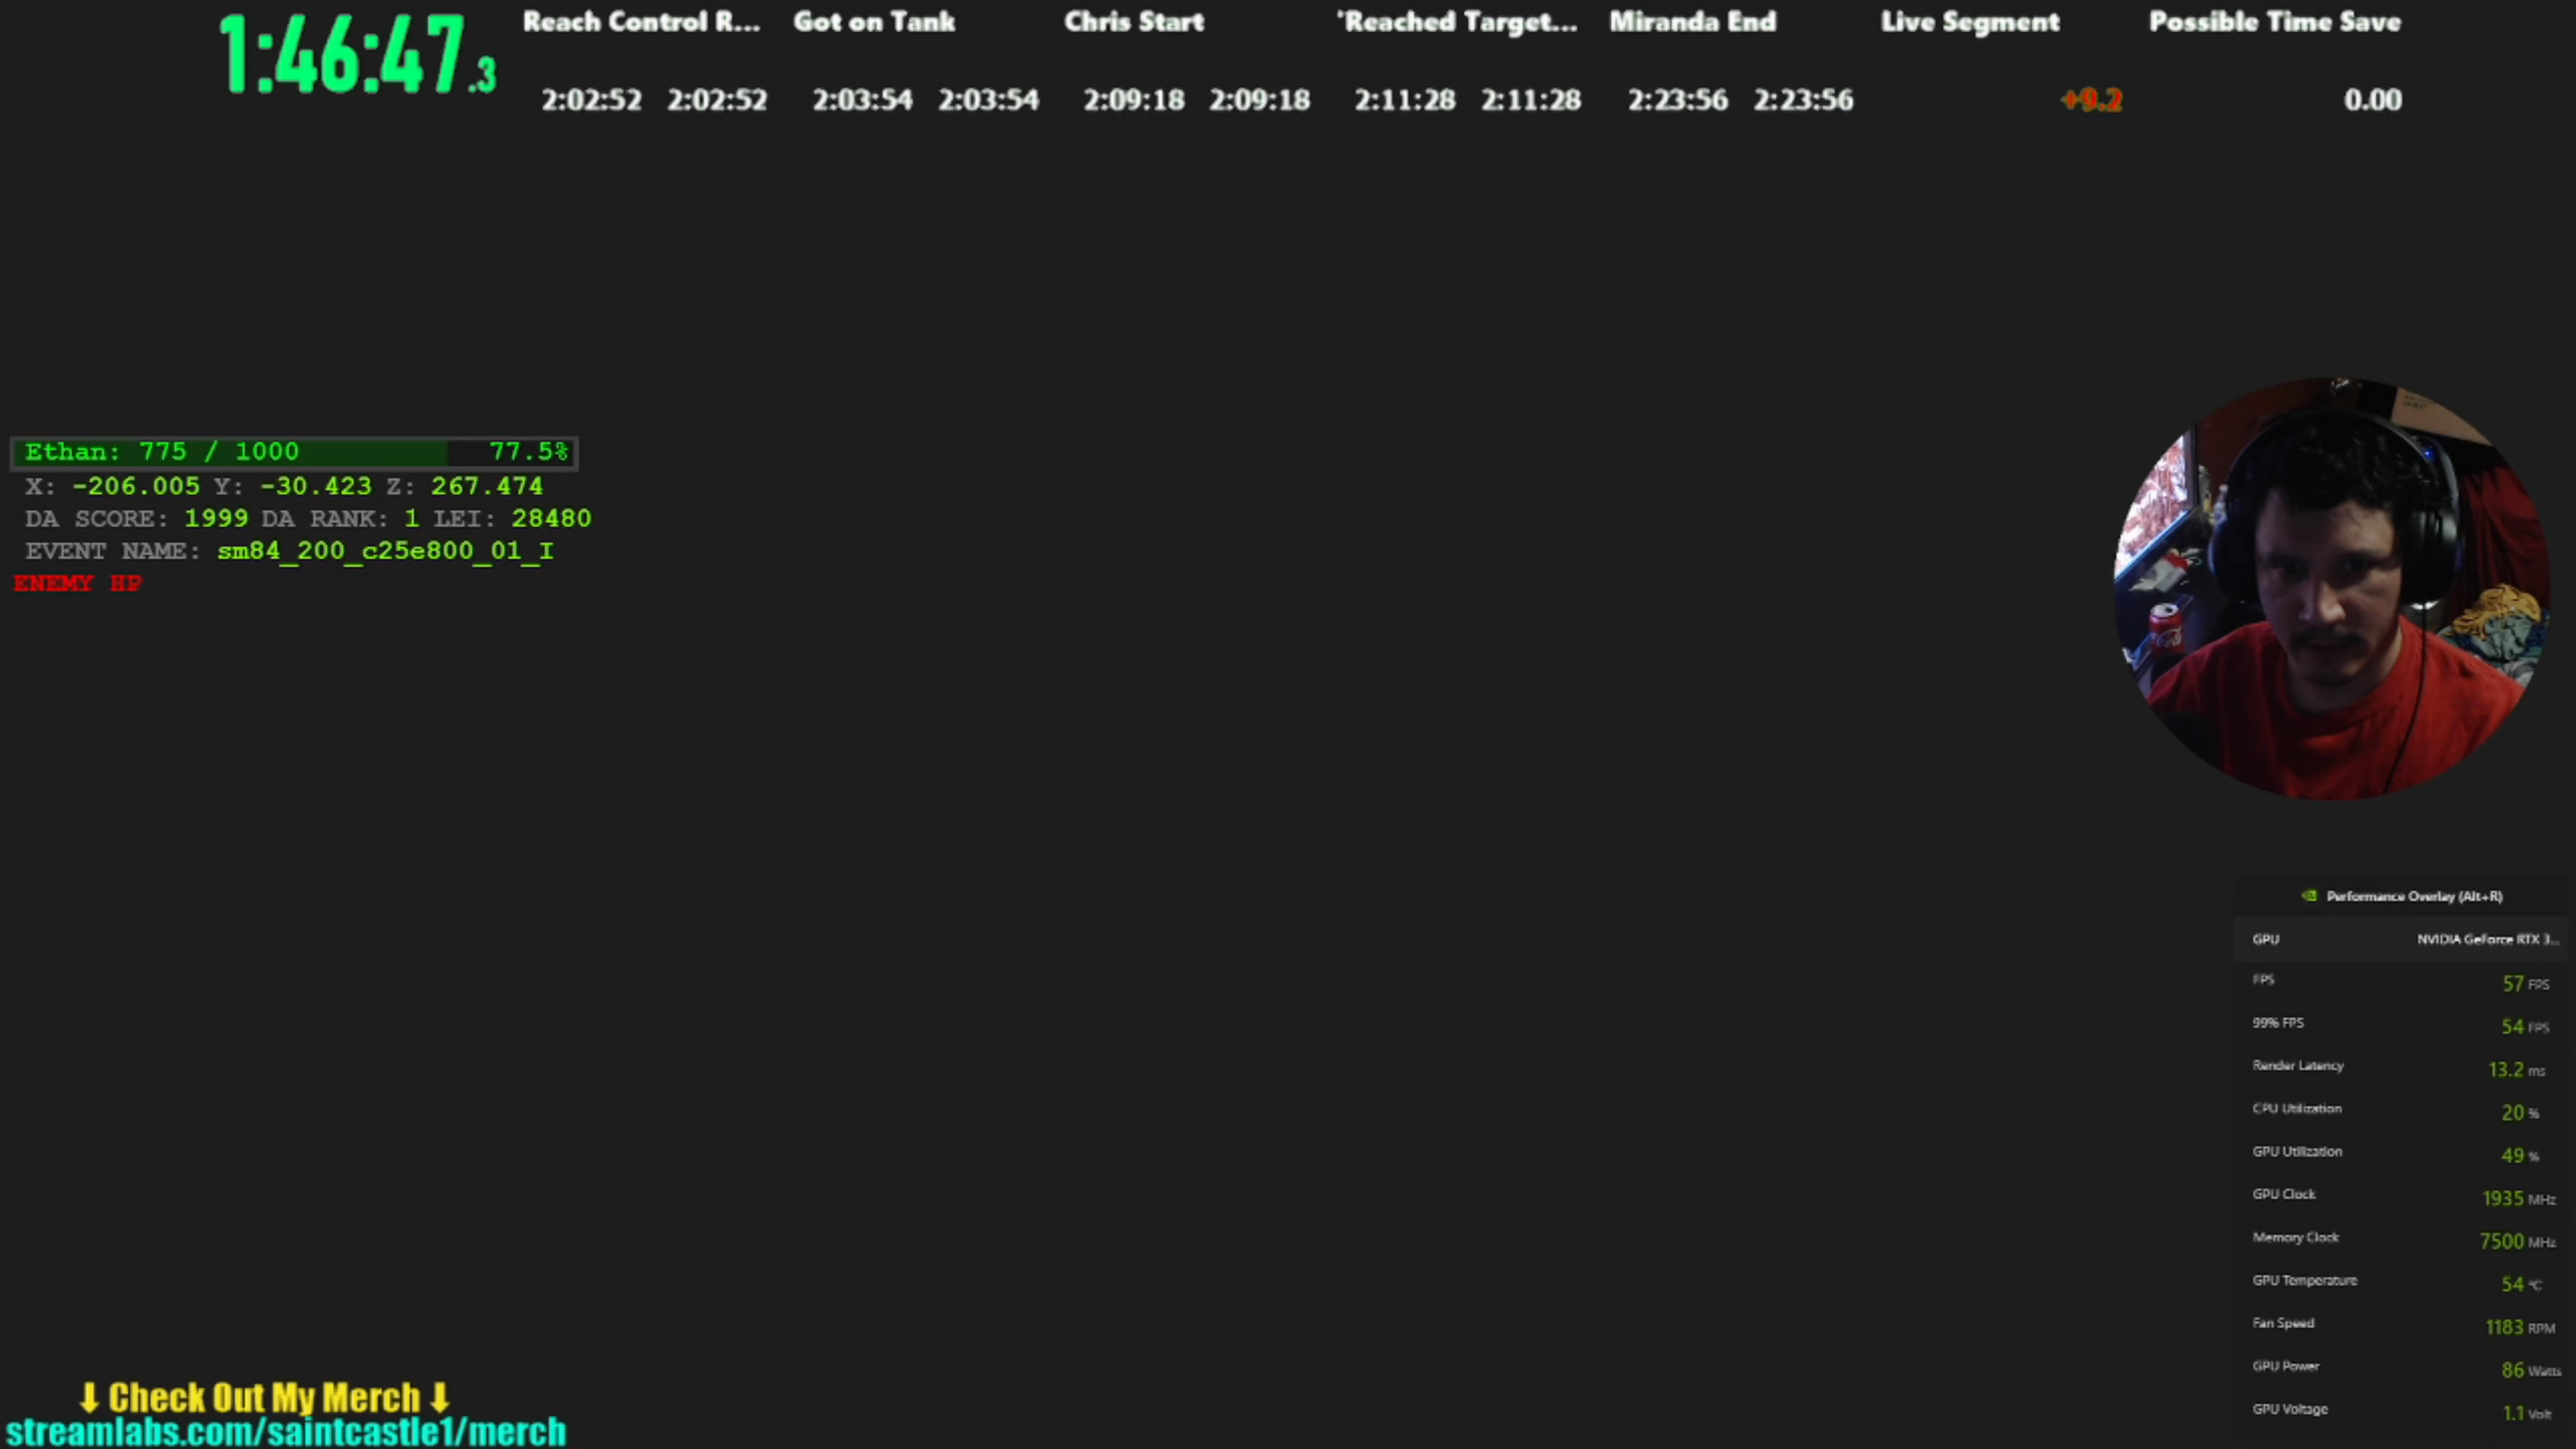 1:46:47.3
Reach Control R... Got on Tank Chris Start 'Reached Target... Miranda End Live Segment Possible Time Save
2:02:52 2:02:52 2:03:54 2:03:54 2:09:18 2:09:18 2:11:28 2:11:28 2:23:56 2:23:56 +9.2 0.00
Ethan: 775 / 1000 77.5%
X: -206.005 Y: -30.423 Z: 267.474
DA SCORE: 1999 DA RANK: 1 LEI: 28480
EVENT NAME: sm84_200_c25e800_01_I
ENEMY HP
Performance Overlay (Alt+R)
GPU NVIDIA GeForce RTX 3...
FPS 57 FPS
99% FPS 54 FPS
Render Latency 13.2 ms
CPU Utilization 20 %
GPU Utilization 49 %
GPU Clock 1935 MHz
Memory Clock 7500 MHz
GPU Temperature 54 °C
Fan Speed 1183 RPM
GPU Power 86 Watts
GPU Voltage 1.1 Volt
⬇ Check Out My Merch ⬇
streamlabs.com/saintcastle1/merch